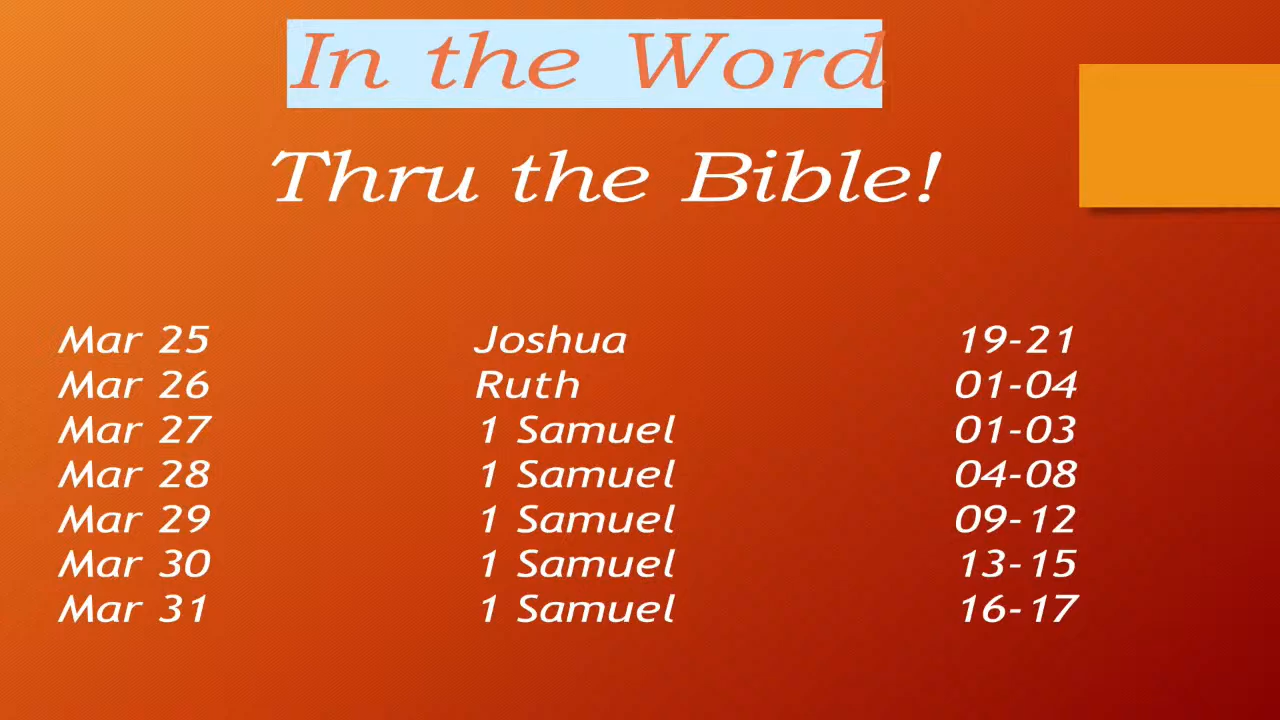 In the Word
Thru the Bible!
Mar 25 Joshua 19-21
Mar 26 Ruth 01-04
Mar 27 1 Samuel 01-03
Mar 28 1 Samuel 04-08
Mar 29 1 Samuel 09-12
Mar 30 1 Samuel 13-15
Mar 31 1 Samuel 16-17